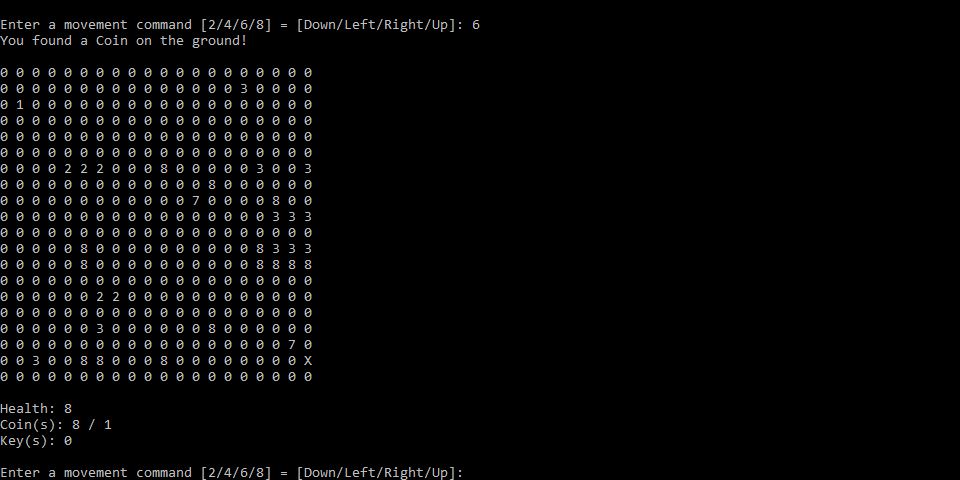 Enter a movement command [2/4/6/8] = [Down/Left/Right/Up]: 6
You found a Coin on the ground!
0 0 0 0 0 0 0 0 0 0 0 0 0 0 0 0 0 0 0 0
0 0 0 0 0 0 0 0 0 0 0 0 0 0 0 3 0 0 0 0
0 1 0 0 0 0 0 0 0 0 0 0 0 0 0 0 0 0 0 0
0 0 0 0 0 0 0 0 0 0 0 0 0 0 0 0 0 0 0 0
0 0 0 0 0 0 0 0 0 0 0 0 0 0 0 0 0 0 0 0
0 0 0 0 0 0 0 0 0 0 0 0 0 0 0 0 0 0 0 0
0 0 0 0 2 2 2 0 0 0 8 0 0 0 0 0 3 0 0 3
0 0 0 0 0 0 0 0 0 0 0 0 0 8 0 0 0 0 0 0
0 0 0 0 0 0 0 0 0 0 0 0 7 0 0 0 0 8 0 0
0 0 0 0 0 0 0 0 0 0 0 0 0 0 0 0 0 3 3 3
0 0 0 0 0 0 0 0 0 0 0 0 0 0 0 0 0 0 0 0
0 0 0 0 0 8 0 0 0 0 0 0 0 0 0 0 8 3 3 3
0 0 0 0 0 8 0 0 0 0 0 0 0 0 0 0 8 8 8 8
0 0 0 0 0 0 0 0 0 0 0 0 0 0 0 0 0 0 0 0
0 0 0 0 0 0 2 2 0 0 0 0 0 0 0 0 0 0 0 0
0 0 0 0 0 0 0 0 0 0 0 0 0 0 0 0 0 0 0 0
0 0 0 0 0 0 3 0 0 0 0 0 0 8 0 0 0 0 0 0
0 0 0 0 0 0 0 0 0 0 0 0 0 0 0 0 0 0 7 0
0 0 3 0 0 8 8 0 0 0 8 0 0 0 0 0 0 0 0 X
0 0 0 0 0 0 0 0 0 0 0 0 0 0 0 0 0 0 0 0
Health: 8
Coin(s): 8 / 1
Key(s): 0
Enter a movement command [2/4/6/8] = [Down/Left/Right/Up]: